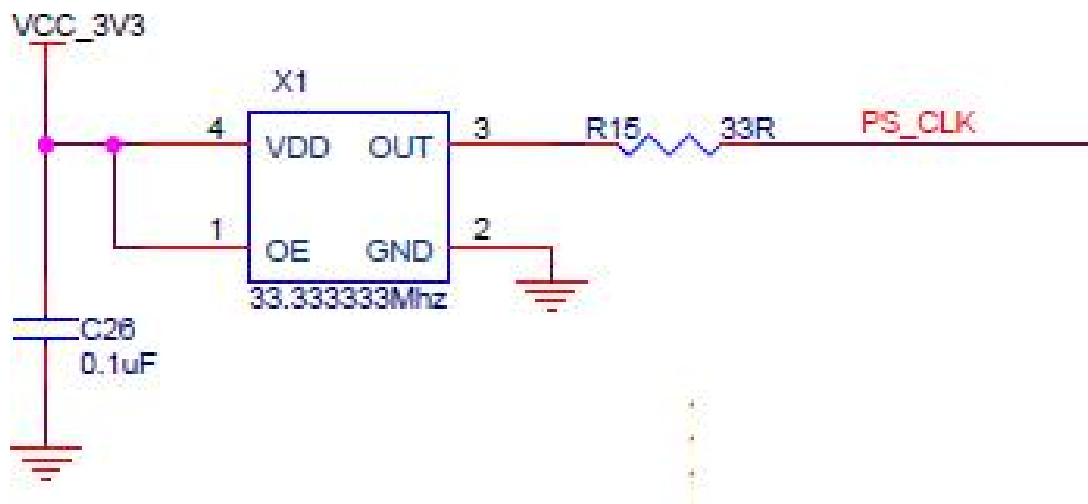 VCC_3V3
X1
4 VDD OUT 3 R15 33R PS_CLK
1 OE GND 2
33.333333Mhz
C26
0.1uF